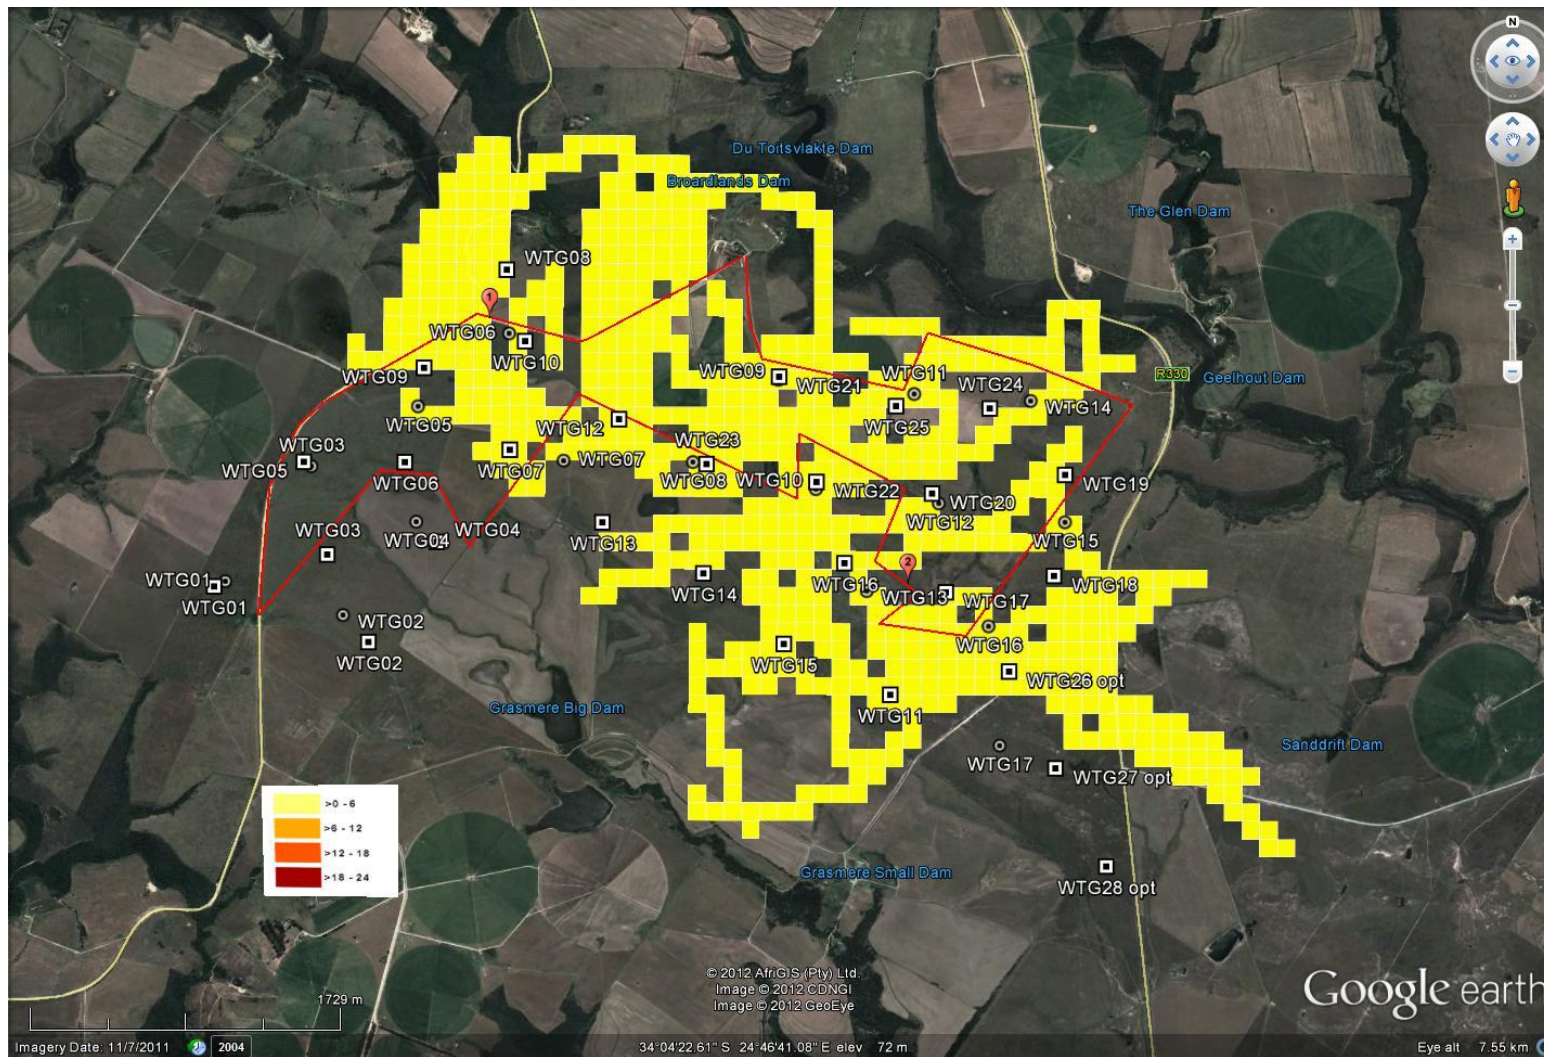 N
Du Toitsvlakte Dam
Broardlands Dam
The Glen Dam
WTG08
WTG06
WTG10
WTG09
WTG09
WTG21
WTG11
WTG24
R330
Geelhout Dam
WTG05
WTG14
WTG12
WTG25
WTG03
WTG23
WTG05
WTG07
WTG07
WTG06
WTG08
WTG10
WTG22
WTG19
WTG20
WTG03
WTG04
WTG04
WTG13
WTG12
WTG15
WTG01
WTG01
WTG14
WTG16
WTG13
WTG17
WTG18
1
2
WTG02
WTG02
WTG15
WTG16
WTG26 opt
Grasmere Big Dam
WTG11
Sanddrift Dam
WTG17
WTG27 opt
>0 - 6
>6 - 12
>12 - 18
>18 - 24
Grasmere Small Dam
WTG28 opt
© 2012 AfriGIS (Pty) Ltd.
Image © 2012 CDNGI
Image © 2012 GeoEye
Google earth
1729 m
Imagery Date: 11/7/2011
2004
34°04'22.61" S 24°46'41.08" E elev 72 m
Eye alt 7.55 km